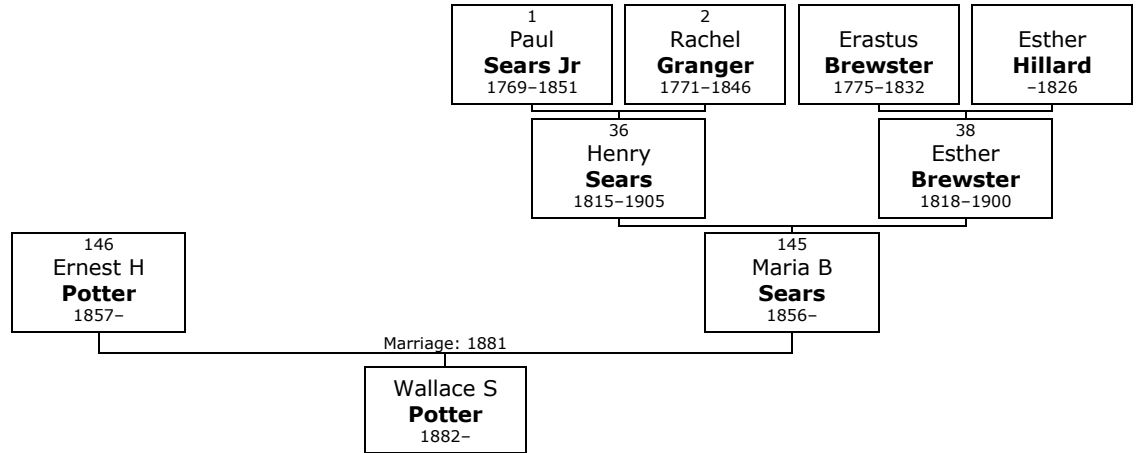 1
Paul
Sears Jr
1769–1851
2
Rachel
Granger
1771–1846
Erastus
Brewster
1775–1832
Esther
Hillard
–1826
36
Henry
Sears
1815–1905
38
Esther
Brewster
1818–1900
146
Ernest H
Potter
1857–
145
Maria B
Sears
1856–
Marriage: 1881
Wallace S
Potter
1882–